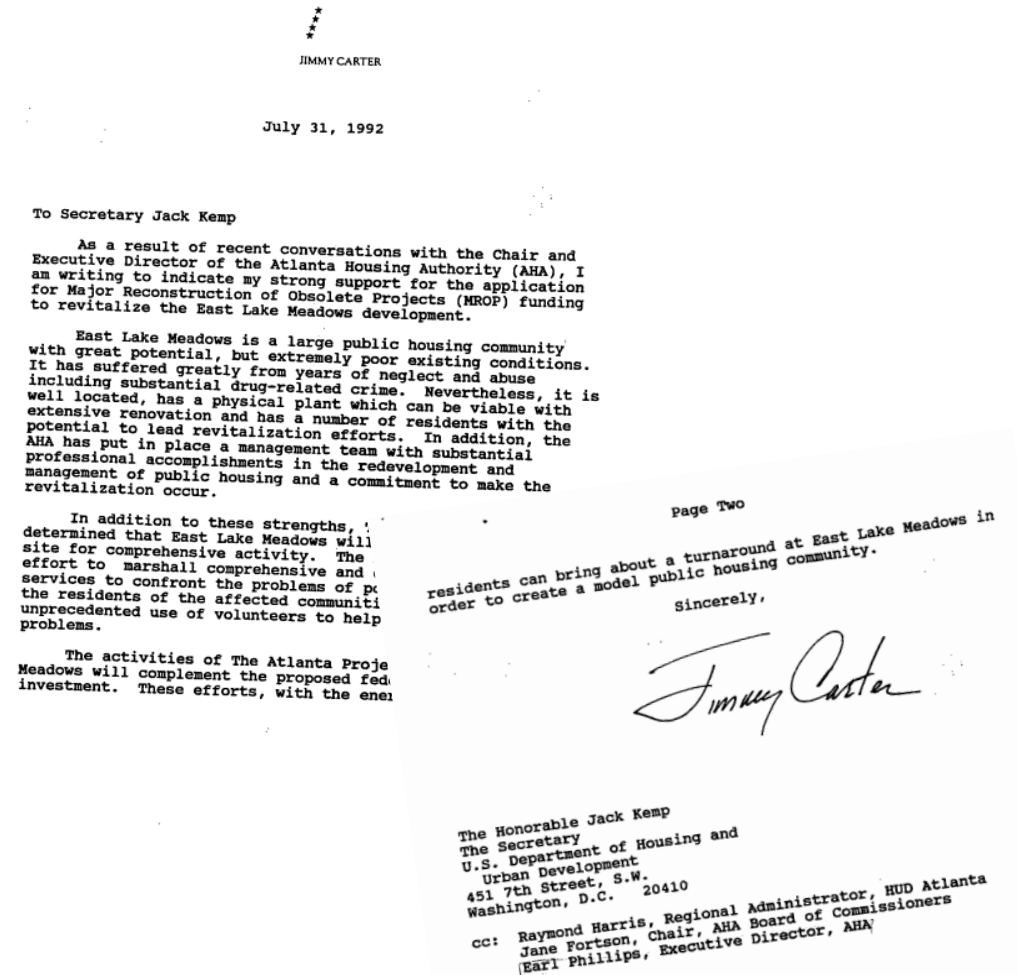 JIMMY CARTER
July 31, 1992
To Secretary Jack Kemp
As a result of recent conversations with the Chair and
Executive Director of the Atlanta Housing Authority (AHA), I
am writing to indicate my strong support for the application
for Major Reconstruction of Obsolete Projects (MROP) funding
to revitalize the East Lake Meadows development.
East Lake Meadows is a large public housing community
with great potential, but extremely poor existing conditions.
It has suffered greatly from years of neglect and abuse
including substantial drug-related crime. Nevertheless, it is
well located, has a physical plant which can be viable with
extensive renovation and has a number of residents with the
potential to lead revitalization efforts. In addition, the
AHA has put in place a management team with substantial
professional accomplishments in the redevelopment and
management of public housing and a commitment to make the
revitalization occur.
In addition to these strengths,
determined that East Lake Meadows will
site for comprehensive activity. The
effort to marshall comprehensive and
services to confront the problems of
the residents of the affected communiti
unprecedented use of volunteers to help
problems.
The activities of The Atlanta Proje
Meadows will complement the proposed fed
investment. These efforts, with the ene
Page Two
residents can bring about a turnaround at East Lake Meadows in
order to create a model public housing community.
Sincerely,
Jimmy Carter
The Honorable Jack Kemp
The Secretary
U.S. Department of Housing and
Urban Development
451 7th Street, S.W.
Washington, D.C. 20410
cc: Raymond Harris, Regional Administrator, HUD Atlanta
Jane Fortson, Chair, AHA Board of Commissioners
Earl Phillips, Executive Director, AHA